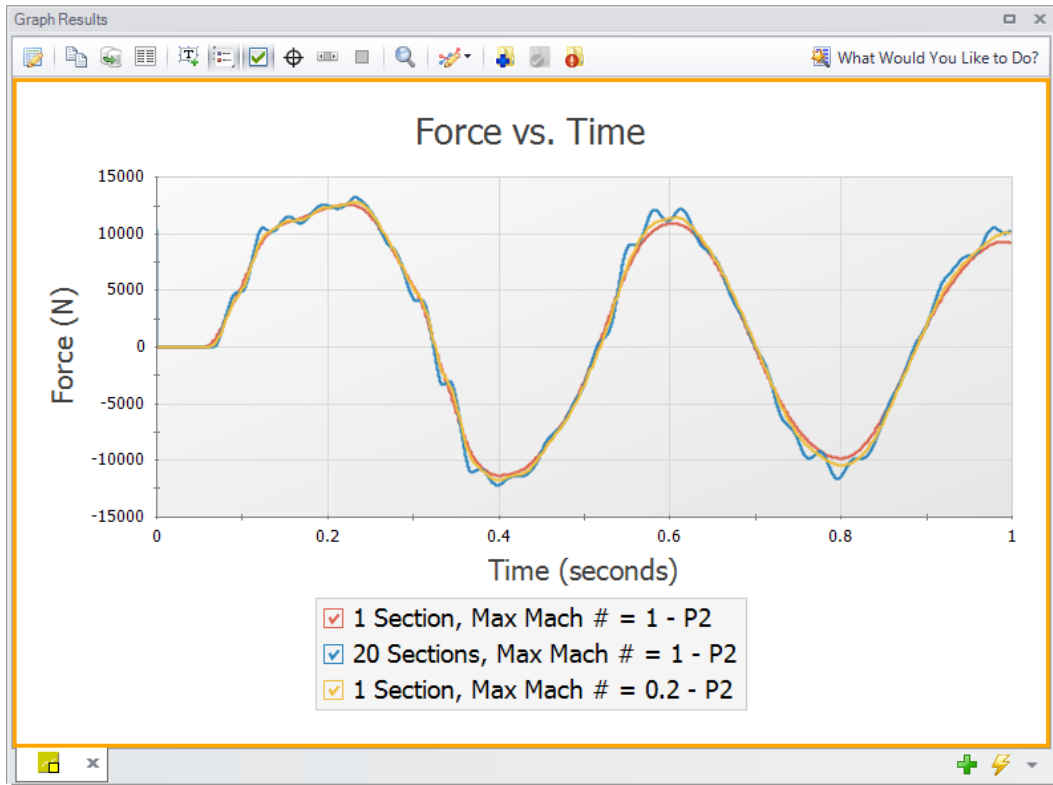 Graph Results
What Would You Like to Do?
Force vs. Time
15000
10000
5000
0
-5000
-10000
-15000
Force (N)
0 0.2 0.4 0.6 0.8 1
Time (seconds)
1 Section, Max Mach # = 1 - P2
20 Sections, Max Mach # = 1 - P2
1 Section, Max Mach # = 0.2 - P2